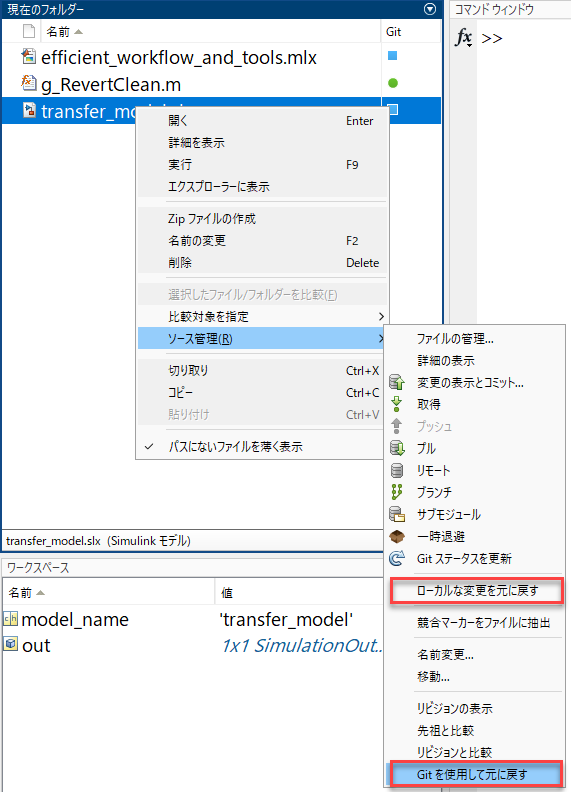 現在のフォルダー
コマンド ウィンドウ
名前
Git
fx >>
efficient_workflow_and_tools.mlx
g_RevertClean.m
開く Enter
詳細を表示
実行 F9
エクスプローラーに表示
Zip ファイルの作成
名前の変更 F2
削除 Delete
選択したファイル/フォルダーを比較(F)
比較対象を指定
ソース管理(R)
切り取り Ctrl+X
コピー Ctrl+C
貼り付け Ctrl+V
パスにないファイルを薄く表示
ファイルの管理...
詳細の表示
変更の表示とコミット...
取得
プッシュ
プル
リモート
ブランチ
サブモジュール
一時退避
Git ステータスを更新
ローカルな変更を元に戻す
競合マーカーをファイルに抽出
名前変更...
移動...
リビジョンの表示
先祖と比較
リビジョンと比較
Git を使用して元に戻す
transfer_model.slx (Simulink モデル)
ワークスペース
名前 値
model_name 'transfer_model'
out 1x1 SimulationOut...